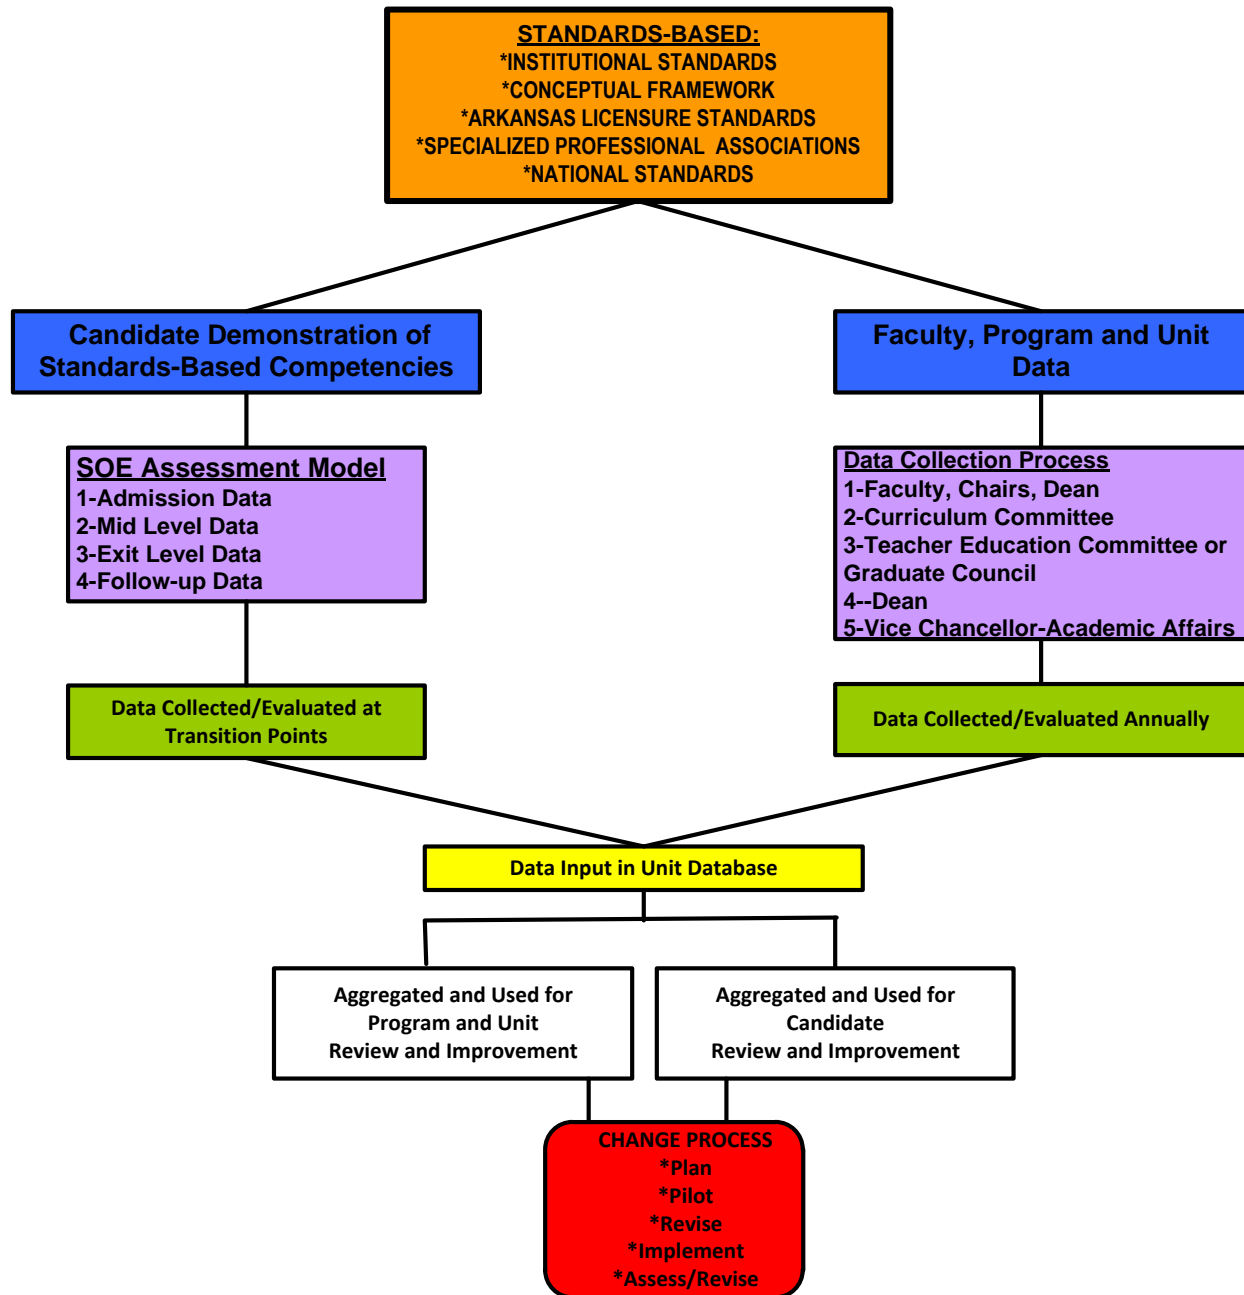 STANDARDS-BASED:
*INSTITUTIONAL STANDARDS
*CONCEPTUAL FRAMEWORK
*ARKANSAS LICENSURE STANDARDS
*SPECIALIZED PROFESSIONAL ASSOCIATIONS
*NATIONAL STANDARDS
Candidate Demonstration of
Standards-Based Competencies
Faculty, Program and Unit
Data
SOE Assessment Model
1-Admission Data
2-Mid Level Data
3-Exit Level Data
4-Follow-up Data
Data Collection Process
1-Faculty, Chairs, Dean
2-Curriculum Committee
3-Teacher Education Committee or
Graduate Council
4--Dean
5-Vice Chancellor-Academic Affairs
Data Collected/Evaluated at
Transition Points
Data Collected/Evaluated Annually
Data Input in Unit Database
Aggregated and Used for
Program and Unit
Review and Improvement
Aggregated and Used for
Candidate
Review and Improvement
CHANGE PROCESS
*Plan
*Pilot
*Revise
*Implement
*Assess/Revise